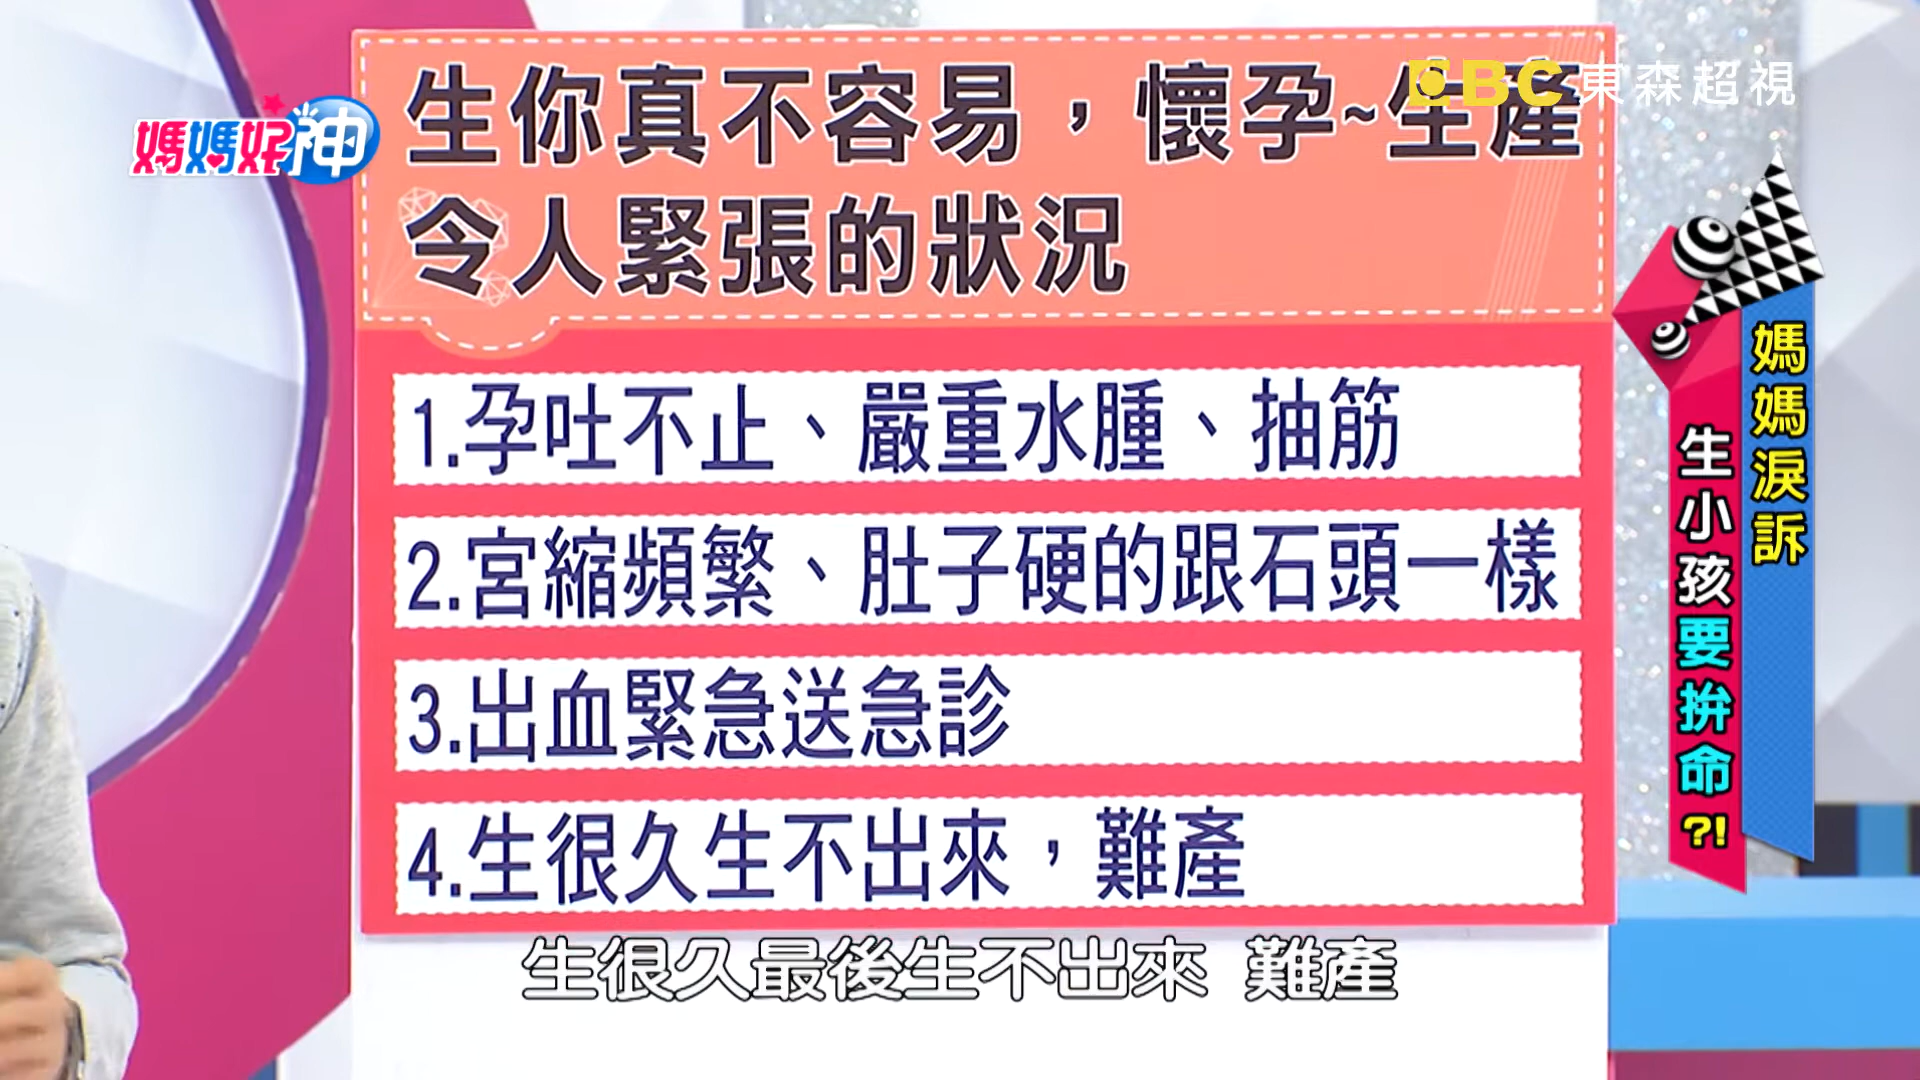 EBC 東森超視
媽媽好神
生你真不容易，懷孕~生產
令人緊張的狀況
1.孕吐不止、嚴重水腫、抽筋
2.宮縮頻繁、肚子硬的跟石頭一樣
3.出血緊急送急診
4.生很久生不出來，難產
媽媽淚訴
生小孩要拚命?!
生很久最後生不出來 難產